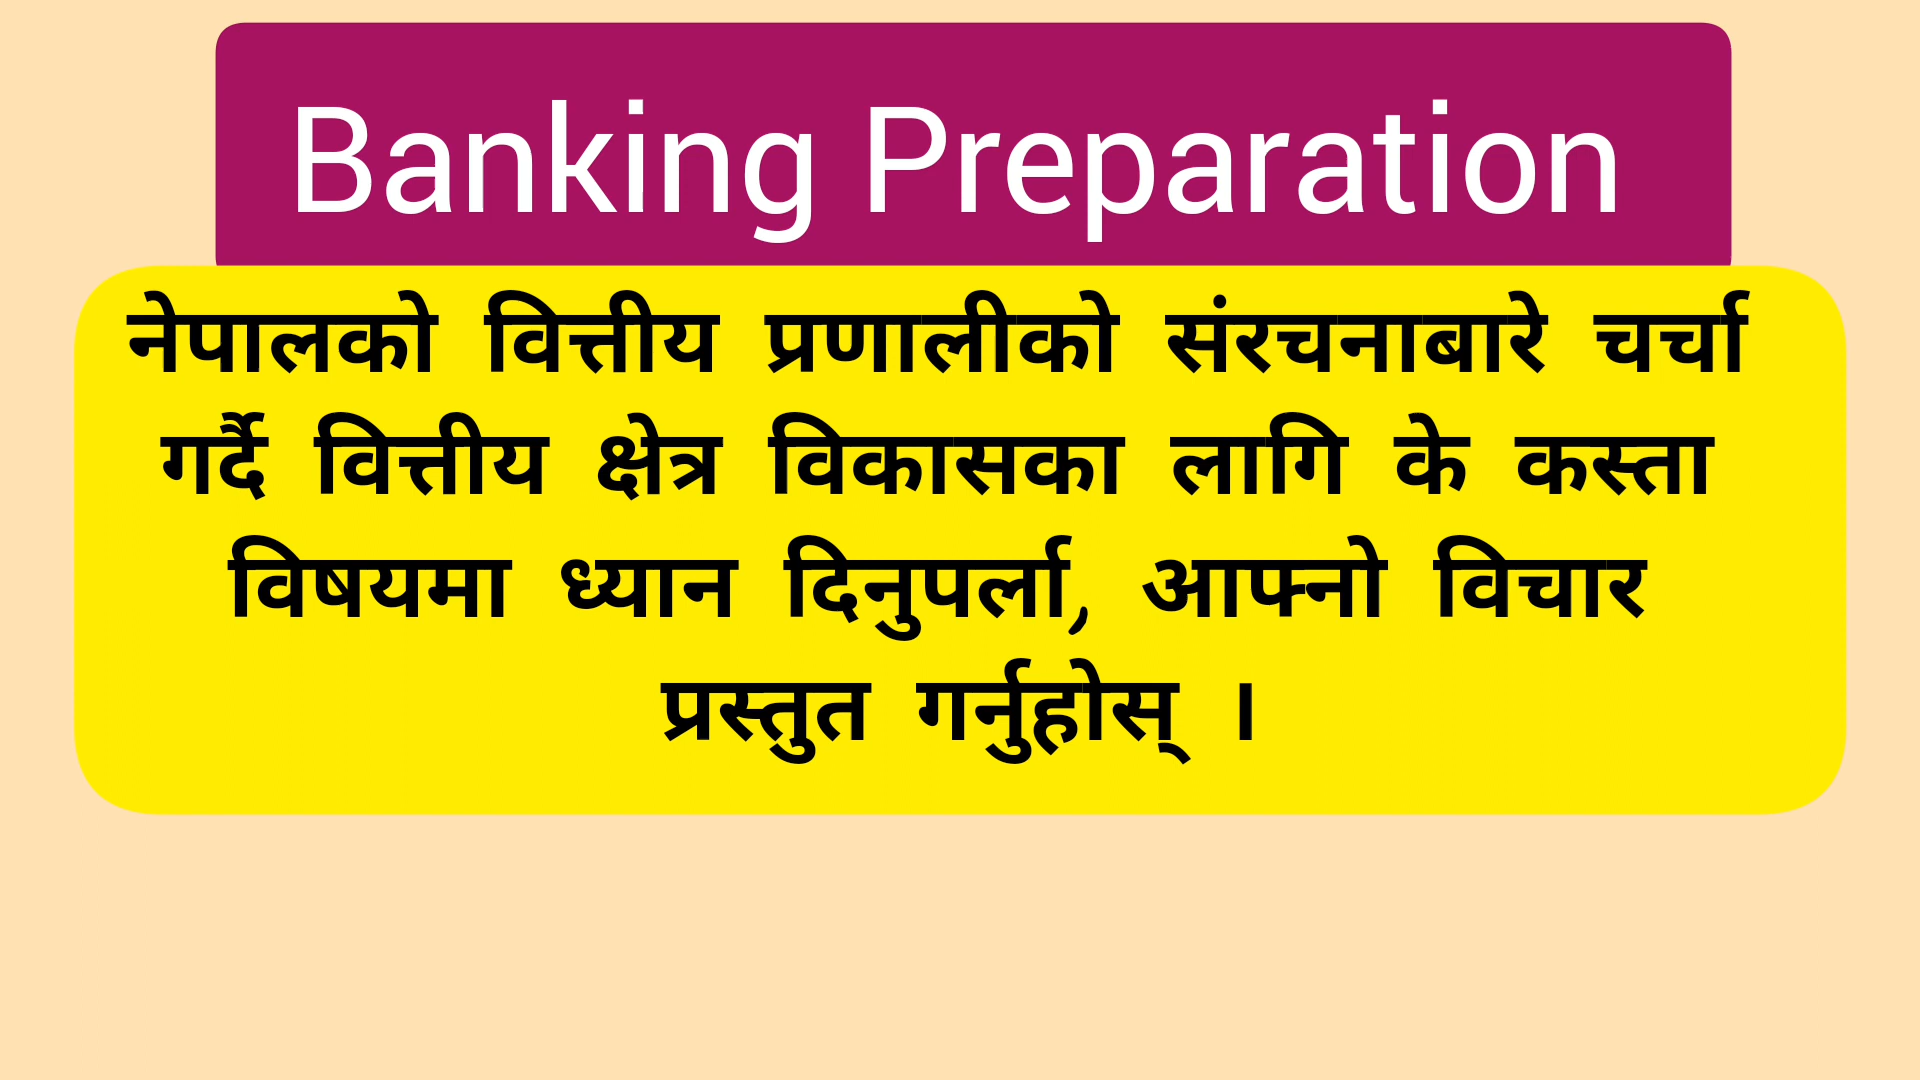 Banking Preparation
नेपालको वित्तीय प्रणालीको संरचनाबारे चर्चा
गर्दै वित्तीय क्षेत्र विकासका लागि के कस्ता
विषयमा ध्यान दिनुपर्ला, आफ्नो विचार
प्रस्तुत गर्नुहोस् ।